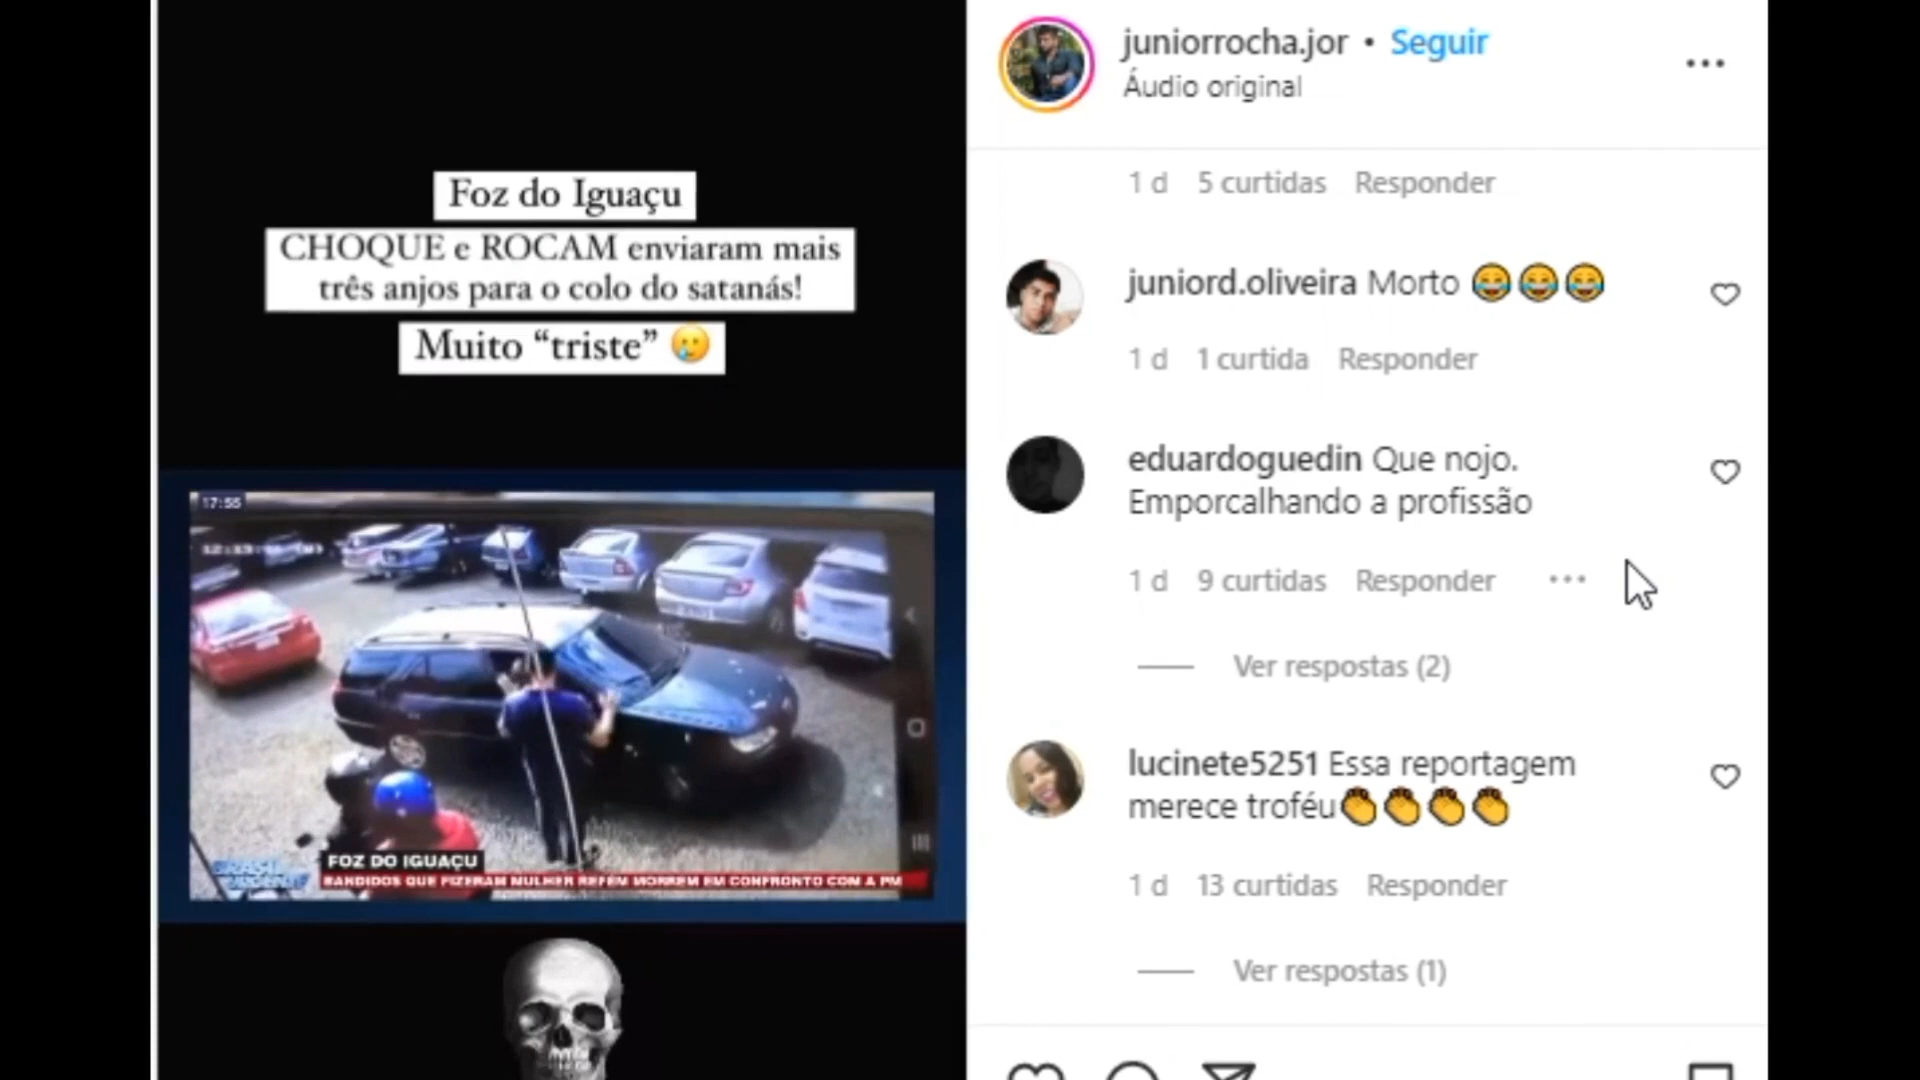 juniorrocha.jor • Seguir
Áudio original
Foz do Iguaçu
CHOQUE e ROCAM enviaram mais
três anjos para o colo do satanás!
Muito “triste” 🥲
17:55
FOZ DO IGUAÇU
BANDIDOS QUE FIZERAM MULHER REFÉM MORREM EM CONFRONTO COM A PM
1 d 5 curtidas Responder
juniord.oliveira Morto 😂😂😂
1 d 1 curtida Responder
eduardoguedin Que nojo.
Emporcalhando a profissão
1 d 9 curtidas Responder
Ver respostas (2)
lucinete5251 Essa reportagem
merece troféu👏👏👏👏
1 d 13 curtidas Responder
Ver respostas (1)